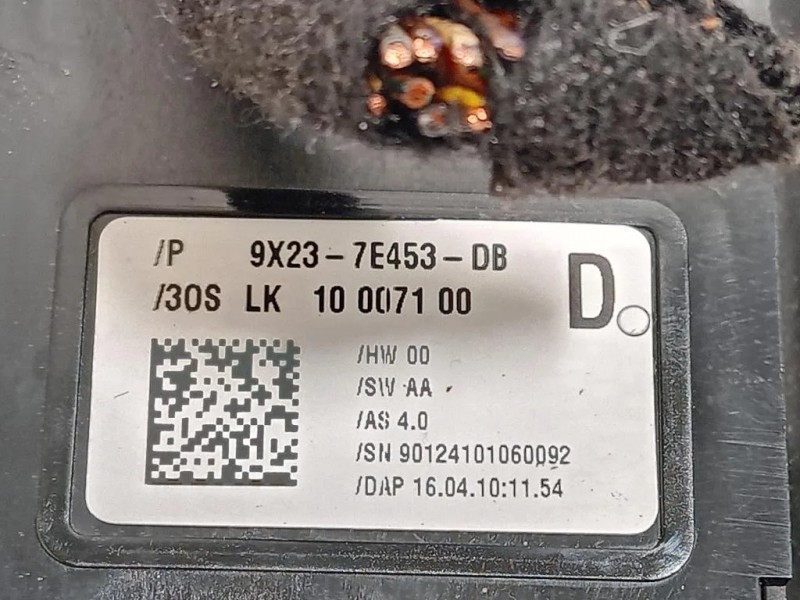 /P 9X23-7E453-DB
D
/3OS LK 10 0071 00
/HW 00
/SW AA
/AS 4.0
/SN 90124101060092
/DAP 16.04.10:11.54